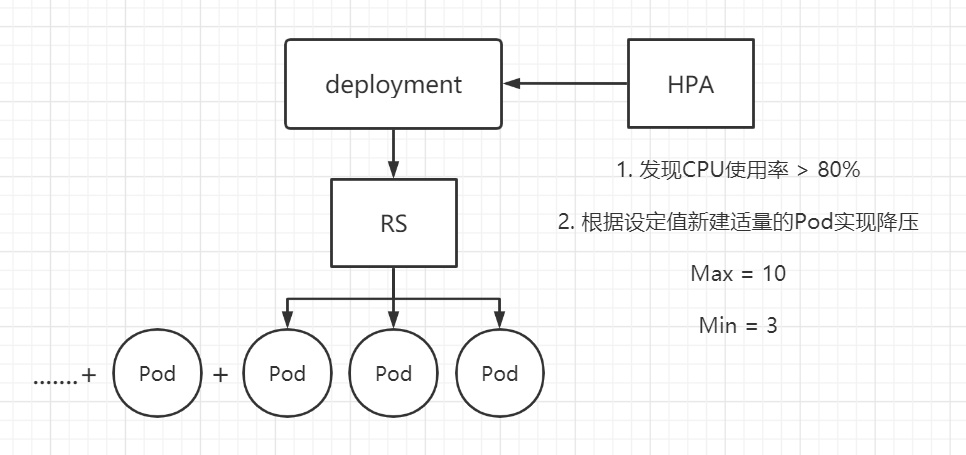 deployment
HPA
1. 发现CPU使用率 > 80%
RS
2. 根据设定值新建适量的Pod实现降压
Max = 10
Min = 3
.......+ Pod + Pod Pod Pod